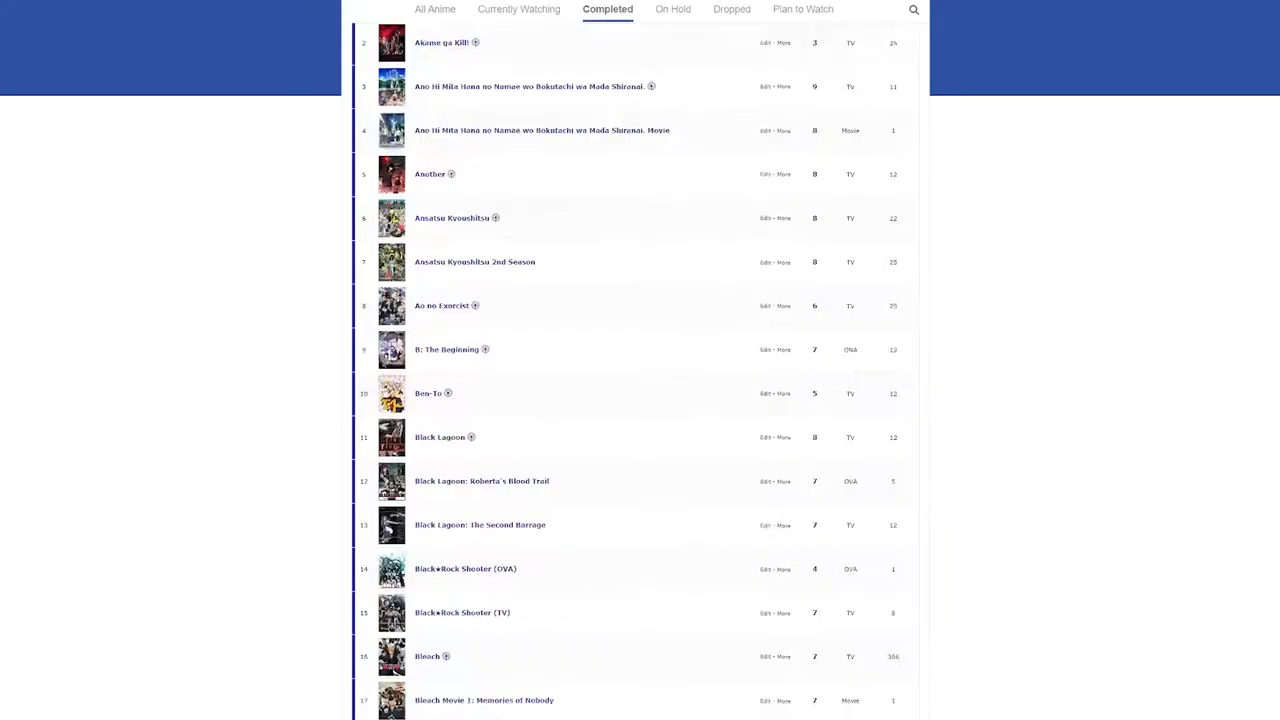 All Anime Currently Watching Completed On Hold Dropped Plan to Watch
2 Akame ga Kill! Edit - More 3 TV 24
3 Ano Hi Mita Hana no Namae wo Bokutachi wa Mada Shiranai. Edit - More 9 TV 11
4 Ano Hi Mita Hana no Namae wo Bokutachi wa Mada Shiranai. Movie Edit - More 8 Movie 1
5 Another Edit - More 8 TV 12
6 Ansatsu Kyoushitsu Edit - More 8 TV 22
7 Ansatsu Kyoushitsu 2nd Season Edit - More 8 TV 25
8 Ao no Exorcist Edit - More 6 TV 25
9 B: The Beginning Edit - More 7 ONA 12
10 Ben-To Edit - More 5 TV 12
11 Black Lagoon Edit - More 8 TV 12
12 Black Lagoon: Roberta's Blood Trail Edit - More 7 OVA 5
13 Black Lagoon: The Second Barrage Edit - More 7 TV 12
14 Black★Rock Shooter (OVA) Edit - More 4 OVA 1
15 Black★Rock Shooter (TV) Edit - More 7 TV 8
16 Bleach Edit - More 7 TV 366
17 Bleach Movie 1: Memories of Nobody Edit - More 7 Movie 1